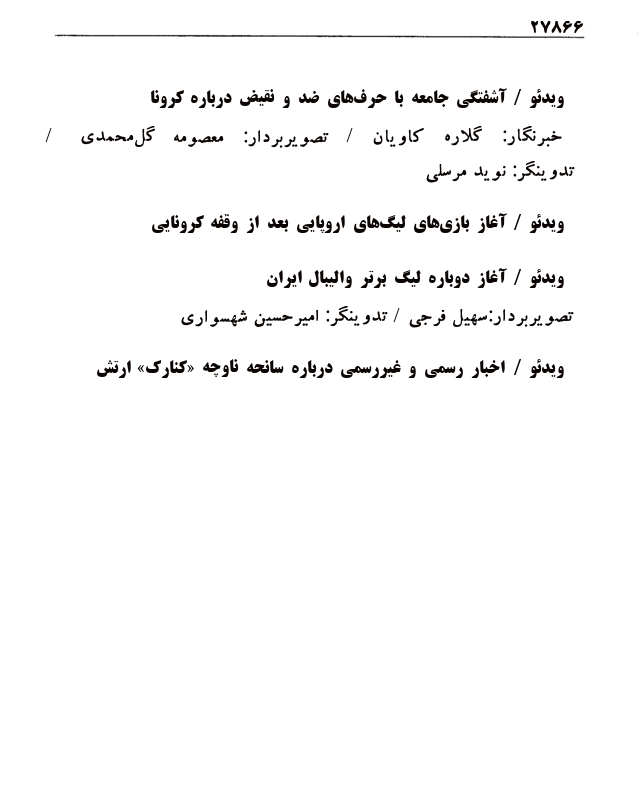 ۲۷۸۶۶
ویدئو / آشفتگی جامعه با حرف‌های ضد و نقیض درباره کرونا
خبرنگار: گلاره کاویان / تصویربردار: معصومه گل‌محمدی /
تدوینگر: نوید مرسلی
ویدئو / آغاز بازی‌های لیگ‌های اروپایی بعد از وقفه کرونایی
ویدئو / آغاز دوباره لیگ برتر والیبال ایران
تصویربردار:سهیل فرجی / تدوینگر: امیرحسین شهسواری
ویدئو / اخبار رسمی و غیررسمی درباره سانحه ناوچه «کنارک» ارتش